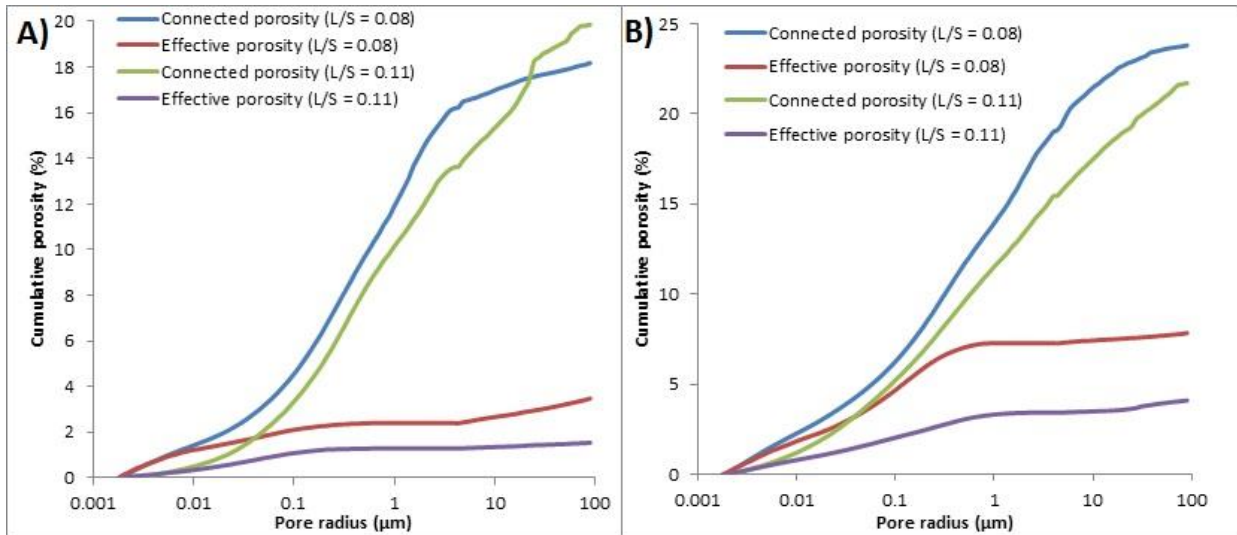 A)
Connected porosity (L/S = 0.08)
Effective porosity (L/S = 0.08)
Connected porosity (L/S = 0.11)
Effective porosity (L/S = 0.11)
Cumulative porosity (%)
20
18
16
14
12
10
8
6
4
2
0
0.001 0.01 0.1 1 10 100
Pore radius (µm)
B)
Connected porosity (L/S = 0.08)
Effective porosity (L/S = 0.08)
Connected porosity (L/S = 0.11)
Effective porosity (L/S = 0.11)
Cumulative porosity (%)
25
20
15
10
5
0
0.001 0.01 0.1 1 10 100
Pore radius (µm)